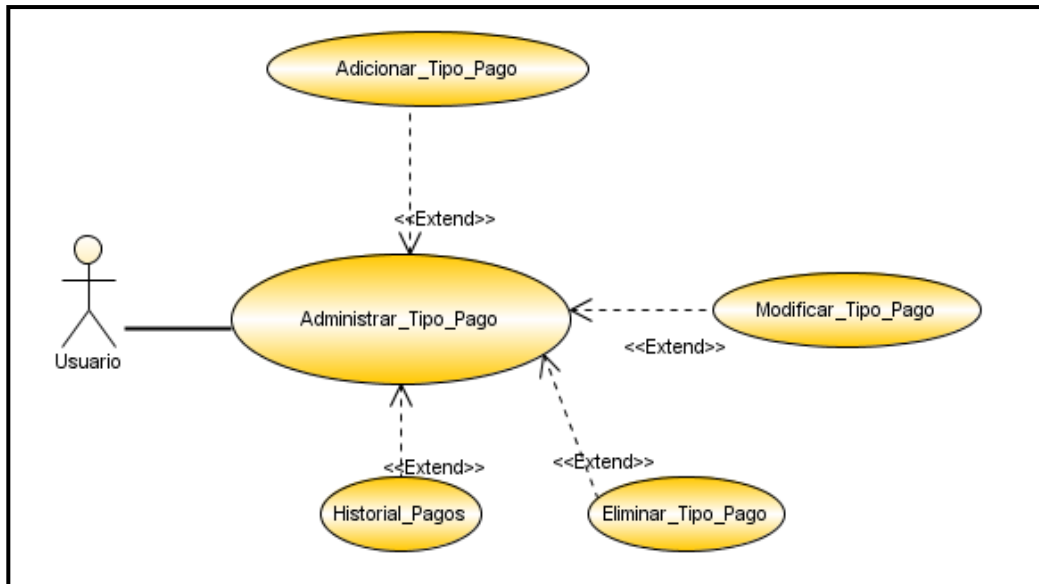 Adicionar_Tipo_Pago
<<Extend>>
Administrar_Tipo_Pago
Modificar_Tipo_Pago
<<Extend>>
Usuario
<<Extend>>
<<Extend>>
Historial_Pagos
Eliminar_Tipo_Pago